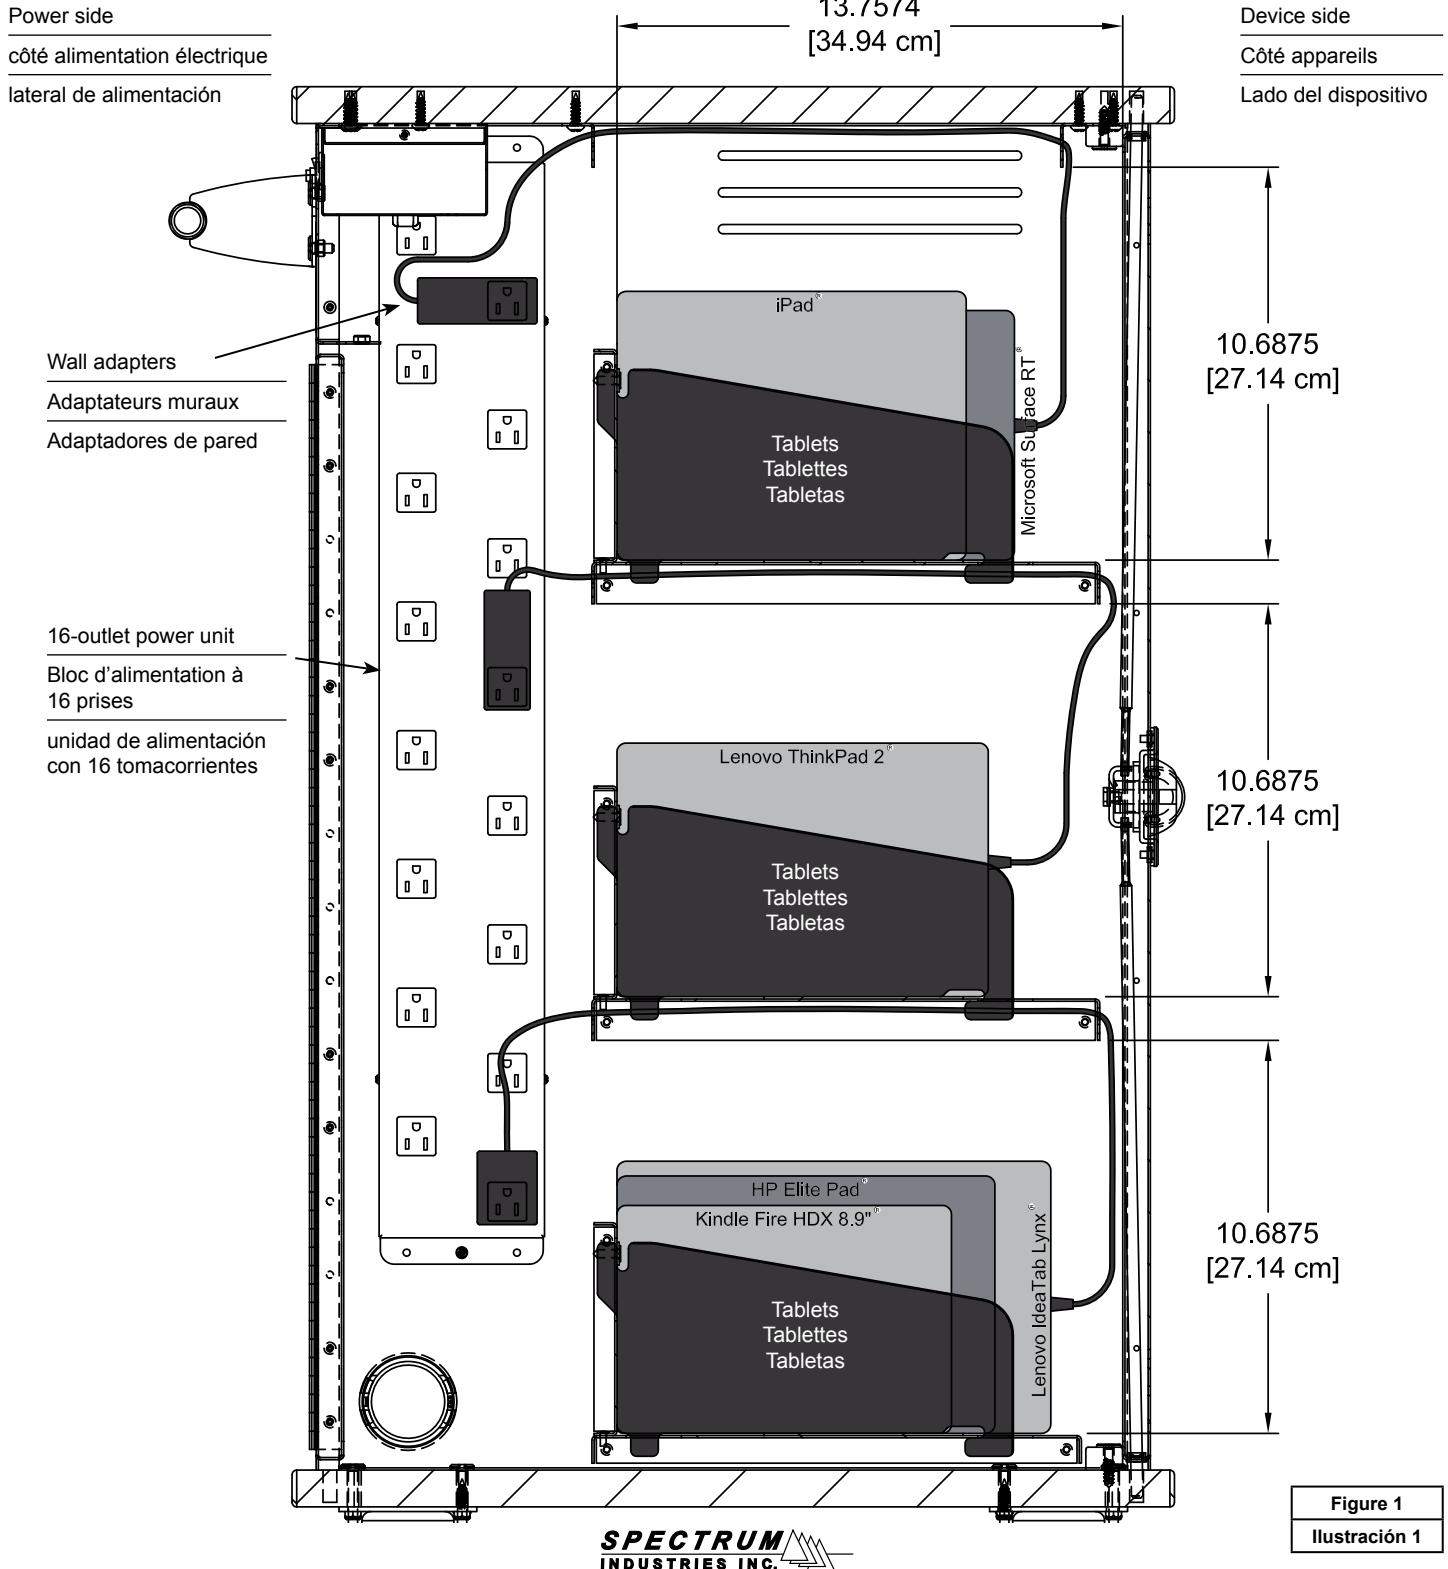 Power side
côté alimentation électrique
lateral de alimentación
13.7574
[34.94 cm]
Device side
Côté appareils
Lado del dispositivo
Wall adapters
Adaptateurs muraux
Adaptadores de pared
16-outlet power unit
Bloc d'alimentation à
16 prises
unidad de alimentación
con 16 tomacorrientes
iPad®
Microsoft Surface RT®
Tablets
Tablettes
Tabletas
10.6875
[27.14 cm]
Lenovo ThinkPad 2®
Tablets
Tablettes
Tabletas
10.6875
[27.14 cm]
HP Elite Pad®
Kindle Fire HDX 8.9"®
Lenovo IdeaTab Lynx®
Tablets
Tablettes
Tabletas
10.6875
[27.14 cm]
Figure 1
Ilustración 1
SPECTRUM
INDUSTRIES INC.